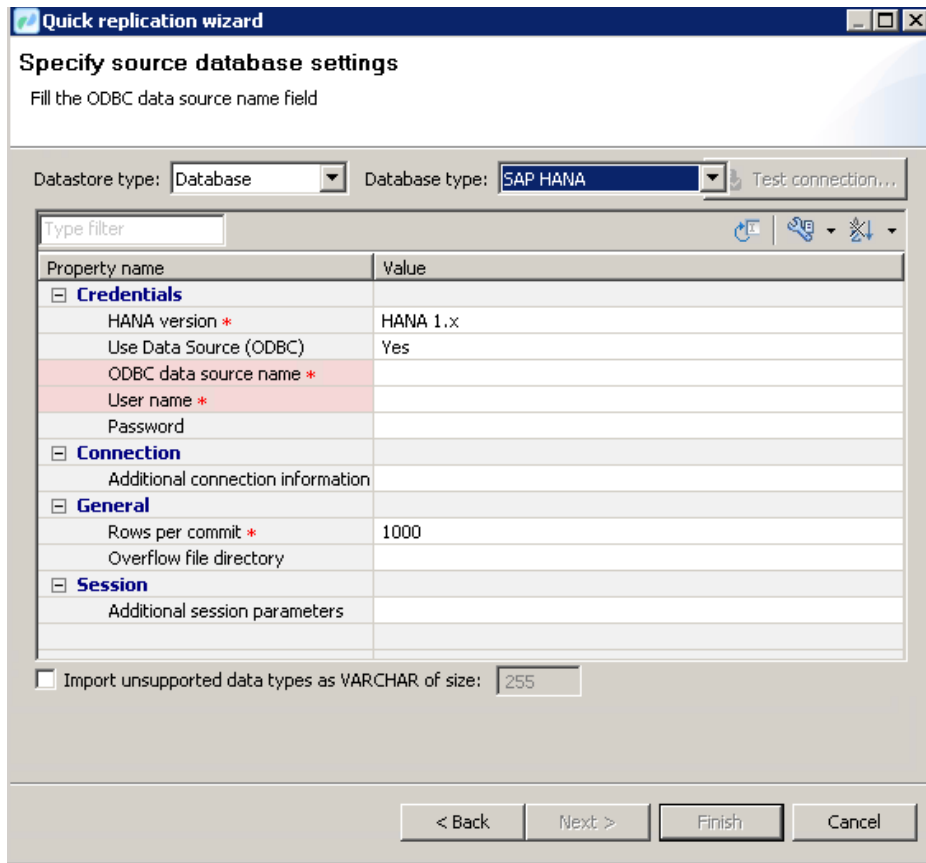 Quick replication wizard
Specify source database settings
Fill the ODBC data source name field
Datastore type: Database Database type: SAP HANA Test connection...
Type filter
Property name Value
Credentials
HANA version * HANA 1.x
Use Data Source (ODBC) Yes
ODBC data source name *
User name *
Password
Connection
Additional connection information
General
Rows per commit * 1000
Overflow file directory
Session
Additional session parameters
Import unsupported data types as VARCHAR of size: 255
< Back Next > Finish Cancel